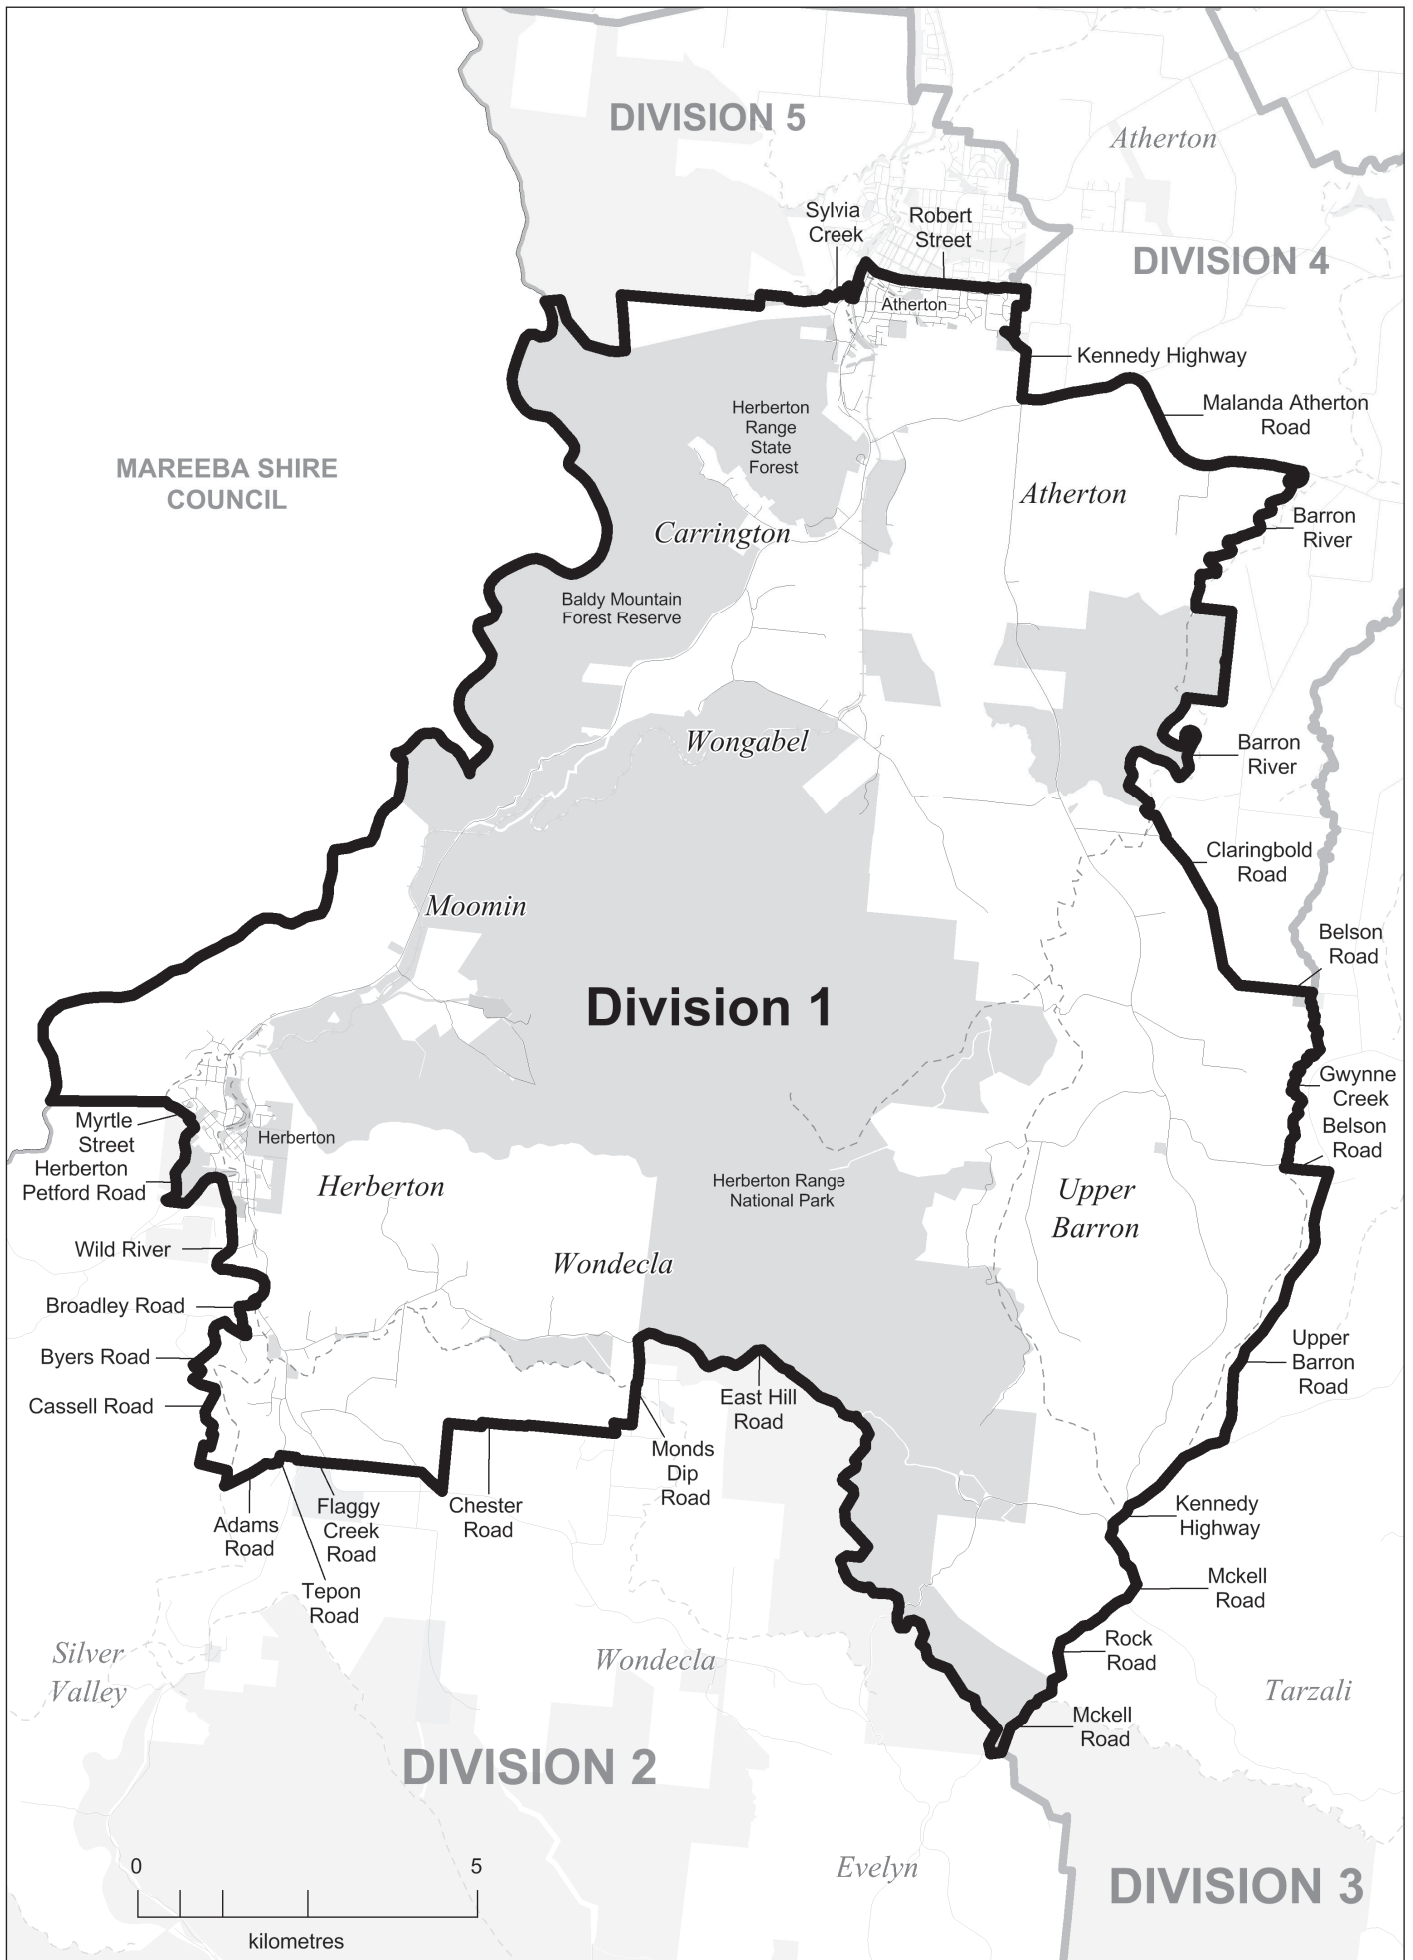 DIVISION 5
Atherton
Sylvia
Creek
Robert
Street
DIVISION 4
Atherton
Kennedy Highway
Malanda Atherton
Road
Herberton
Range
State
Forest
MAREEBA SHIRE
COUNCIL
Atherton
Carrington
Barron
River
Baldy Mountain
Forest Reserve
Wongabel
Barron
River
Claringbold
Road
Moomin
Belson
Road
Division 1
Gwynne
Creek
Myrtle
Street
Belson
Road
Herberton
Herberton
Petford Road
Herberton
Herberton Range
National Park
Upper
Barron
Wild River
Wondecla
Broadley Road
Byers Road
Upper
Barron
Road
Cassell Road
East Hill
Road
Monds
Dip
Road
Adams
Road
Flaggy
Creek
Road
Chester
Road
Kennedy
Highway
Tepon
Road
Mckell
Road
Silver
Valley
Wondecla
Rock
Road
Tarzali
Mckell
Road
DIVISION 2
Evelyn
DIVISION 3
0 5
kilometres